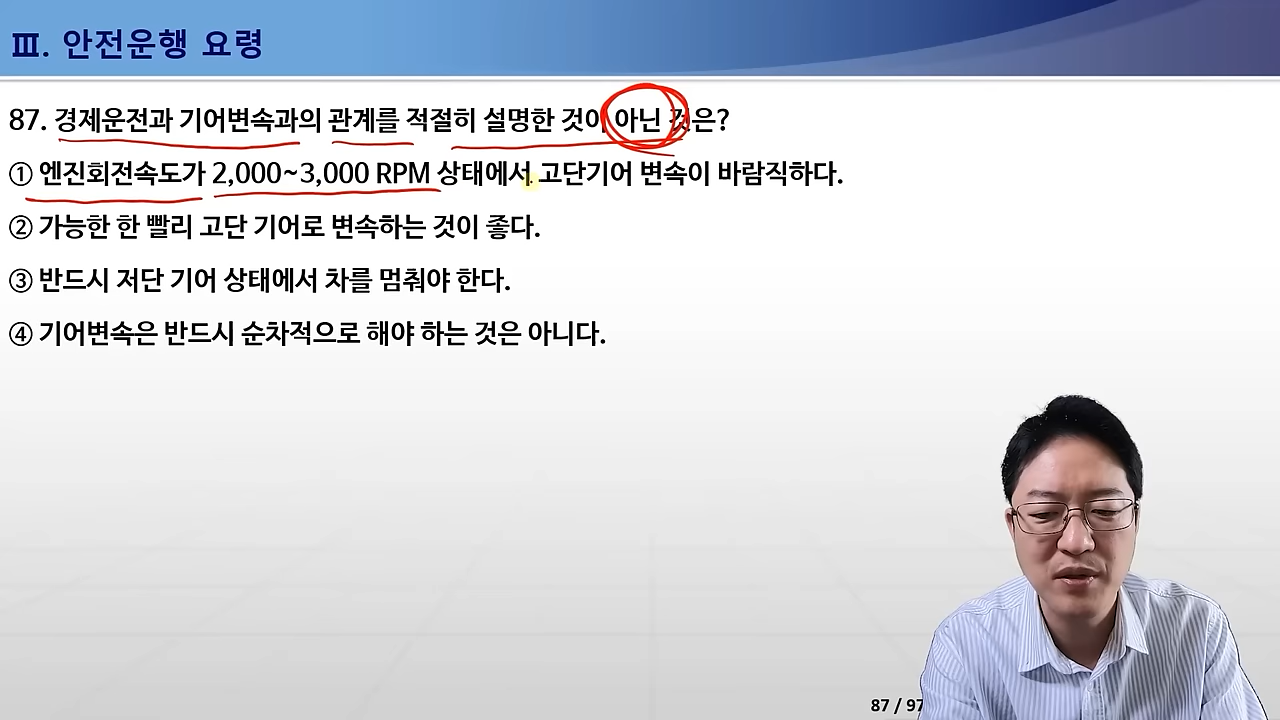 Ⅲ. 안전운행 요령
87. 경제운전과 기어변속과의 관계를 적절히 설명한 것이 아닌 것은?
① 엔진회전속도가 2,000~3,000 RPM 상태에서 고단기어 변속이 바람직하다.
② 가능한 한 빨리 고단 기어로 변속하는 것이 좋다.
③ 반드시 저단 기어 상태에서 차를 멈춰야 한다.
④ 기어변속은 반드시 순차적으로 해야 하는 것은 아니다.
87 / 97